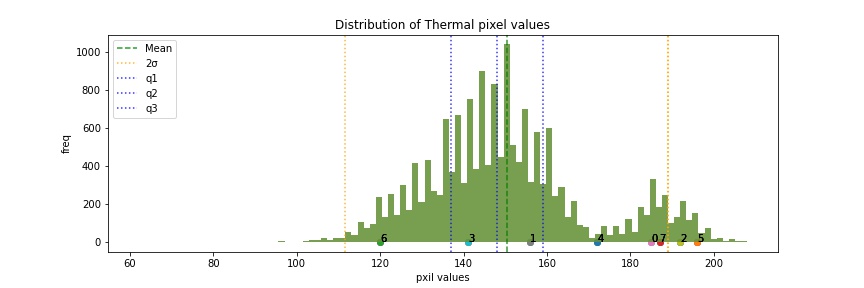 Distribution of Thermal pixel values
Mean
2σ
q1
q2
q3
freq
1000
800
600
400
200
0
6
3
1
4
0
7
2
5
60
80
100
120
140
160
180
200
pxil values